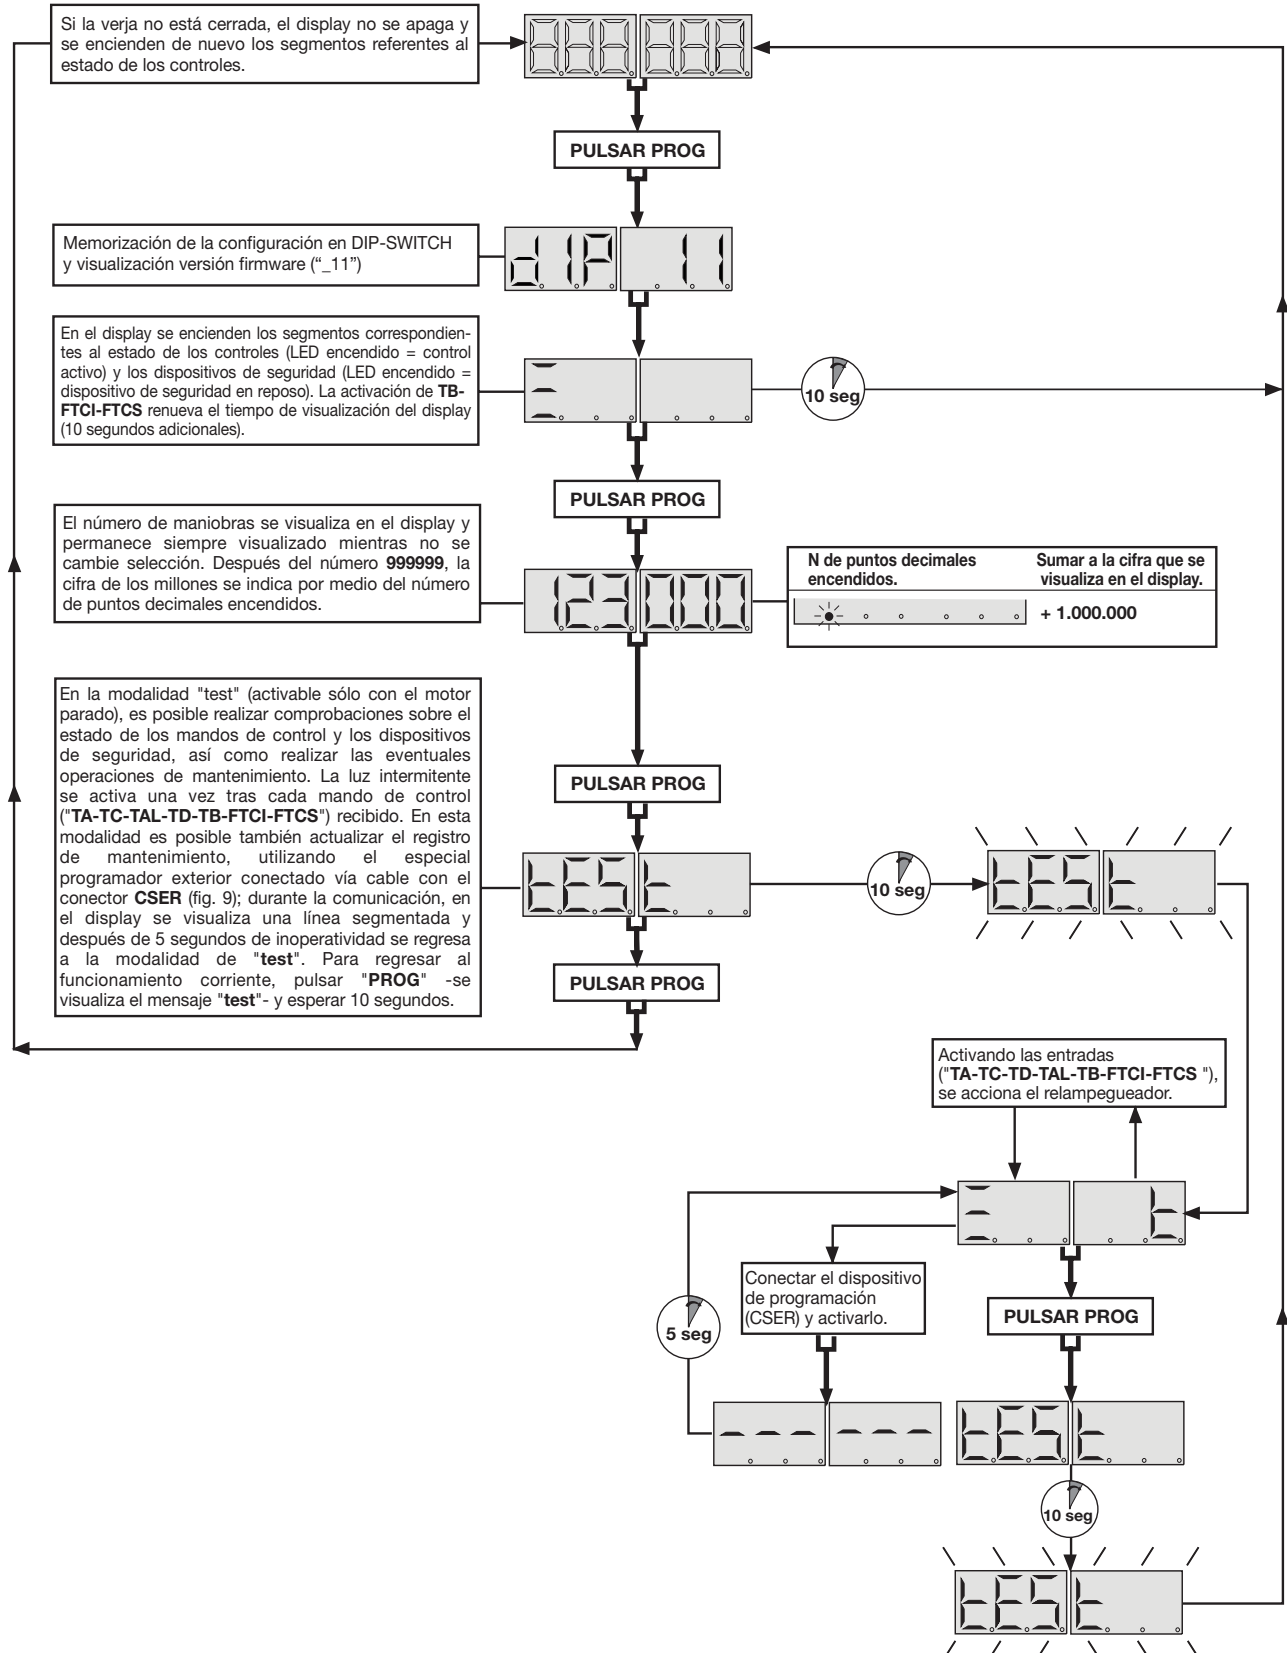 Si la verja no está cerrada, el display no se apaga y
se encienden de nuevo los segmentos referentes al
estado de los controles.
PULSAR PROG
Memorización de la configuración en DIP-SWITCH
y visualización versión firmware ("_11")
dIP 11
En el display se encienden los segmentos correspondien-
tes al estado de los controles (LED encendido = control
activo) y los dispositivos de seguridad (LED encendido =
dispositivo de seguridad en reposo). La activación de TB-
FTCI-FTCS renueva el tiempo de visualización del display
(10 segundos adicionales).
10 seg
PULSAR PROG
El número de maniobras se visualiza en el display y
permanece siempre visualizado mientras no se
cambie selección. Después del número 999999, la
cifra de los millones se indica por medio del número
de puntos decimales encendidos.
123000
N de puntos decimales
encendidos.
Sumar a la cifra que se
visualiza en el display.
+ 1.000.000
En la modalidad "test" (activable sólo con el motor
parado), es posible realizar comprobaciones sobre el
estado de los mandos de control y los dispositivos
de seguridad, así como realizar las eventuales
operaciones de mantenimiento. La luz intermitente
se activa una vez tras cada mando de control
("TA-TC-TAL-TD-TB-FTCI-FTCS") recibido. En esta
modalidad es posible también actualizar el registro
de mantenimiento, utilizando el especial
programador exterior conectado vía cable con el
conector CSER (fig. 9); durante la comunicación, en
el display se visualiza una línea segmentada y
después de 5 segundos de inoperatividad se regresa
a la modalidad de "test". Para regresar al
funcionamiento corriente, pulsar "PROG" -se
visualiza el mensaje "test"- y esperar 10 segundos.
PULSAR PROG
tESt
10 seg
tESt
PULSAR PROG
Activando las entradas
("TA-TC-TD-TAL-TB-FTCI-FTCS "),
se acciona el relampegueador.
t
Conectar el dispositivo
de programación
(CSER) y activarlo.
5 seg
PULSAR PROG
--- ---
tESt
10 seg
tESt